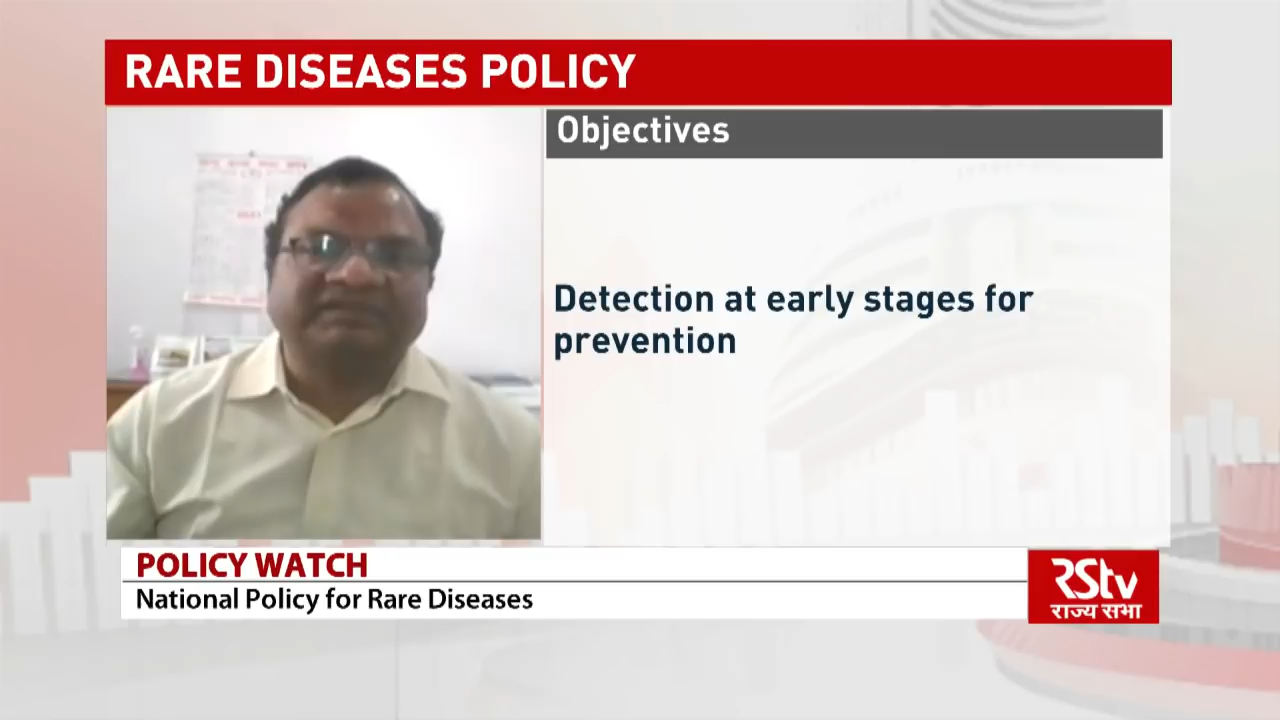 RARE DISEASES POLICY
Objectives
Detection at early stages for
prevention
POLICY WATCH
National Policy for Rare Diseases
RStv
राज्य सभा